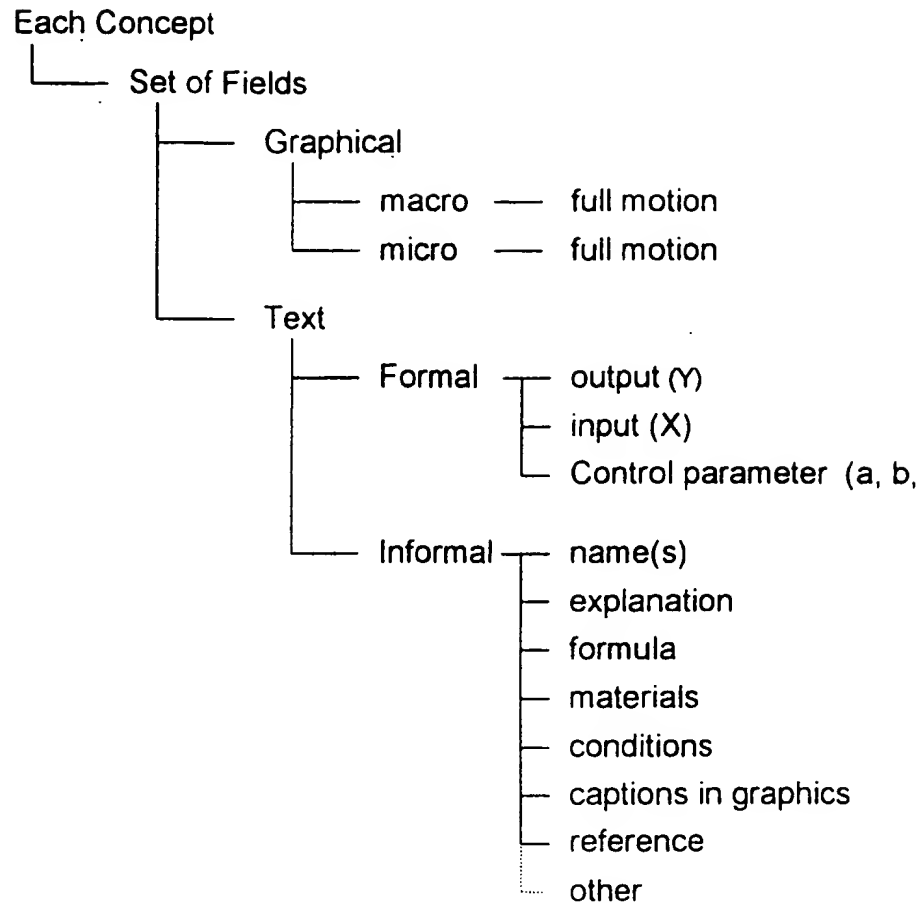 Each Concept
Set of Fields
Graphical
macro — full motion
micro — full motion
Text
Formal
output (Y)
input (X)
Control parameter (a, b,
Informal
name(s)
explanation
formula
materials
conditions
captions in graphics
reference
other